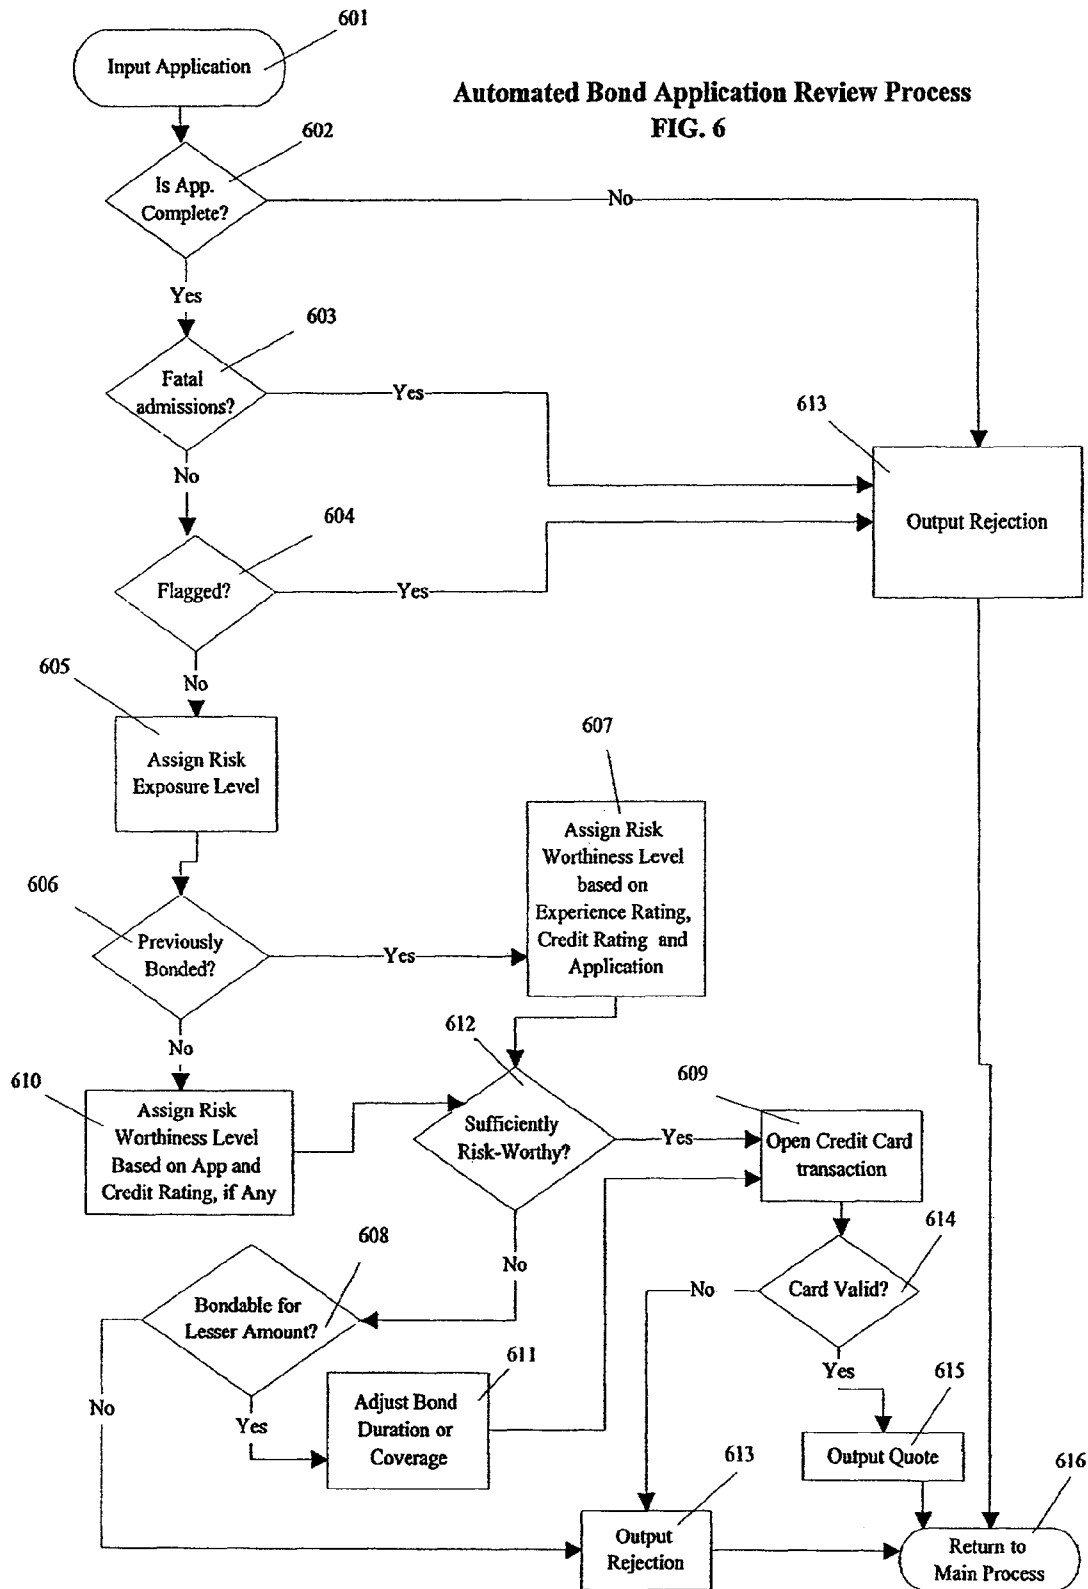 601
Input Application
Automated Bond Application Review Process
FIG. 6
602
Is App.
Complete?
No
Yes
603
Fatal
admissions?
Yes
613
No
604
Output Rejection
Flagged?
Yes
605
No
607
Assign Risk
Exposure Level
Assign Risk
Worthiness Level
based on
Experience Rating,
Credit Rating and
Application
606
Previously
Bonded?
Yes
612
No
609
610
Assign Risk
Worthiness Level
Based on App and
Credit Rating, if Any
Sufficiently
Risk-Worthy?
Yes
Open Credit Card
transaction
608
No
614
Bondable for
Lesser Amount?
No
Card Valid?
611
Yes
615
No
Yes
Adjust Bond
Duration or
Coverage
613
Output Quote
616
Output
Rejection
Return to
Main Process